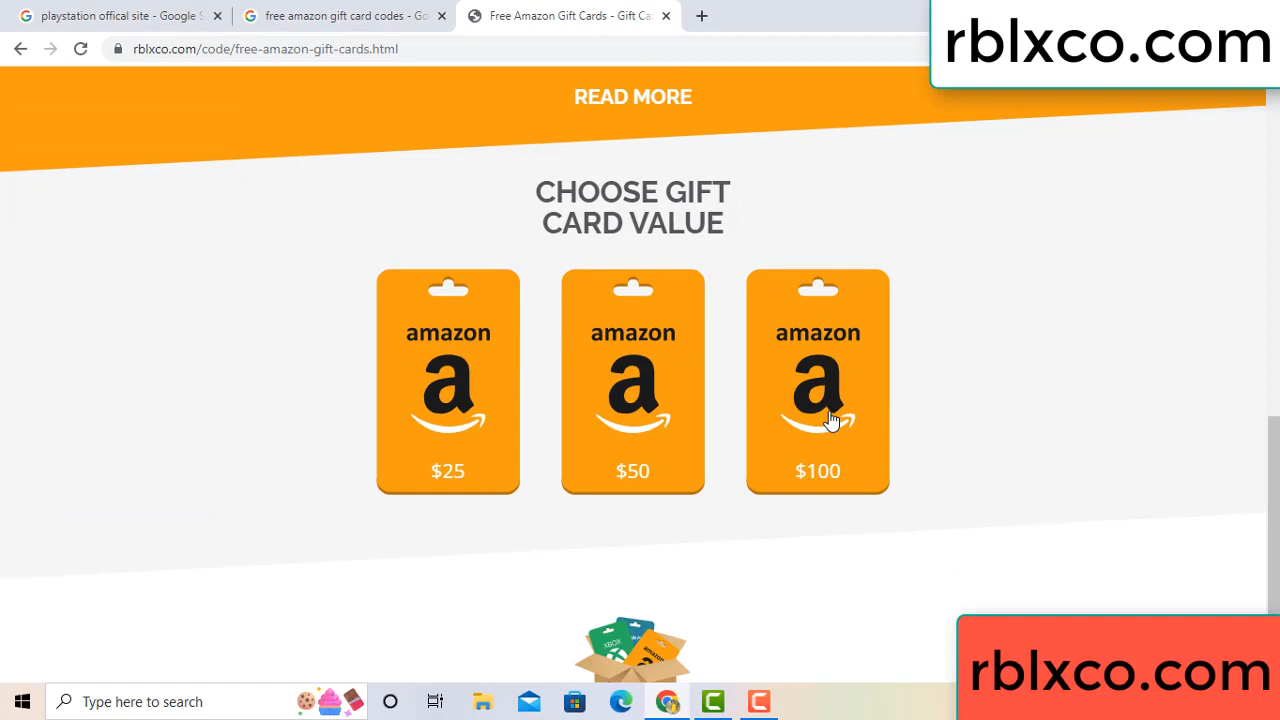 playstation offical site - Google S
free amazon gift card codes - Go
Free Amazon Gift Cards - Gift Ca
rblxco.com/code/free-amazon-gift-cards.html
rblxco.com
READ MORE
CHOOSE GIFT
CARD VALUE
amazon amazon amazon
a a a
$25 $50 $100
XBOX
amazon
rblxco.com
Type here to search